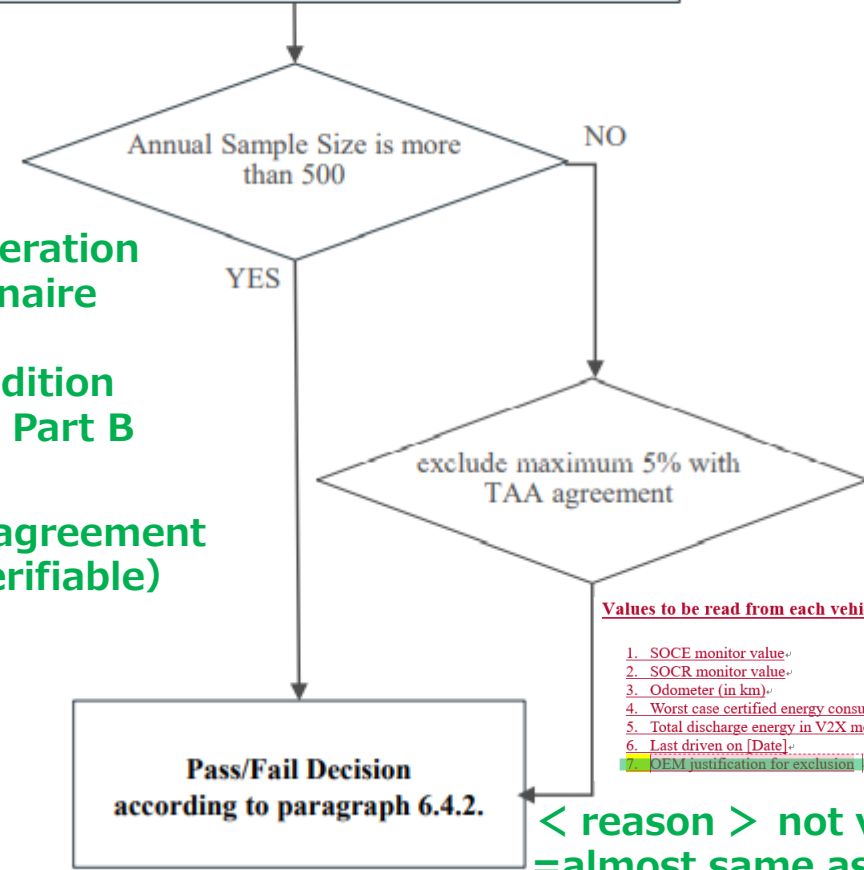 Annual Sample Size is more
than 500
NO
YES
eration
naire
dition
Part B
agreement
erifiable)
exclude maximum 5% with
TAA agreement
Values to be read from each vehi
1. SOCE monitor value
2. SOCR monitor value
3. Odometer (in km)
4. Worst case certified energy consu
5. Total discharge energy in V2X m
6. Last driven on [Date]
7. OEM justification for exclusion
Pass/Fail Decision
according to paragraph 6.4.2.
＜ reason ＞ not v
=almost same as